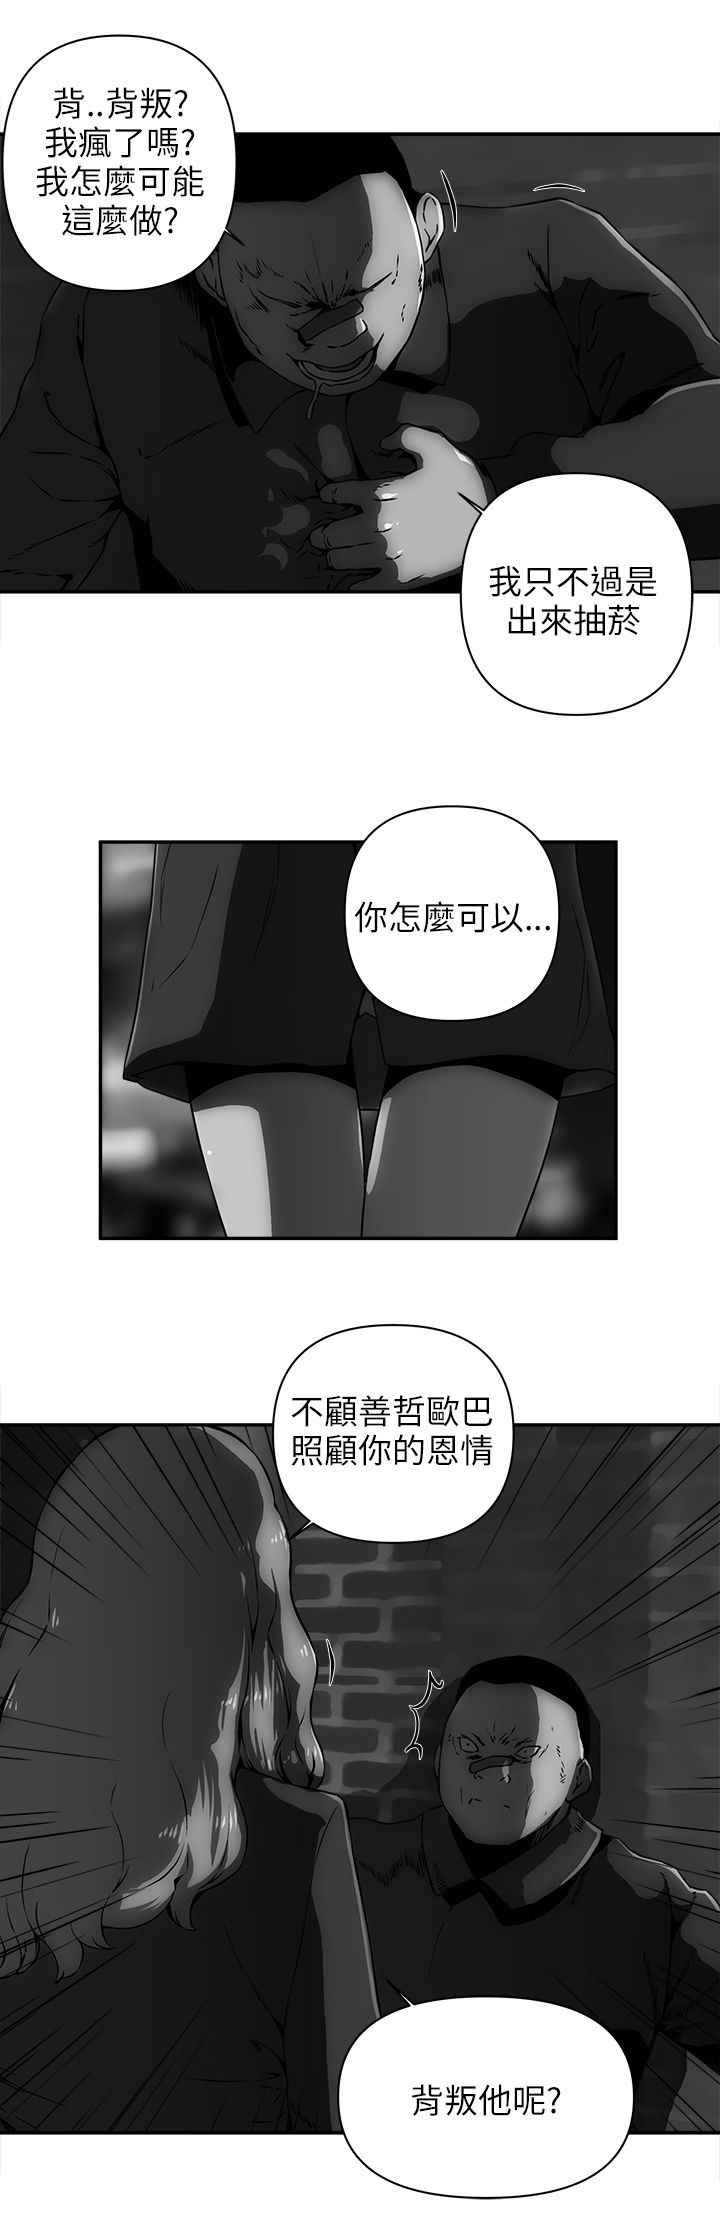 背..背叛?
我瘋了嗎?
我怎麼可能
這麼做?
我只不過是
出來抽菸
你怎麼可以...
不顧善哲歐巴
照顧你的恩情
背叛他呢?